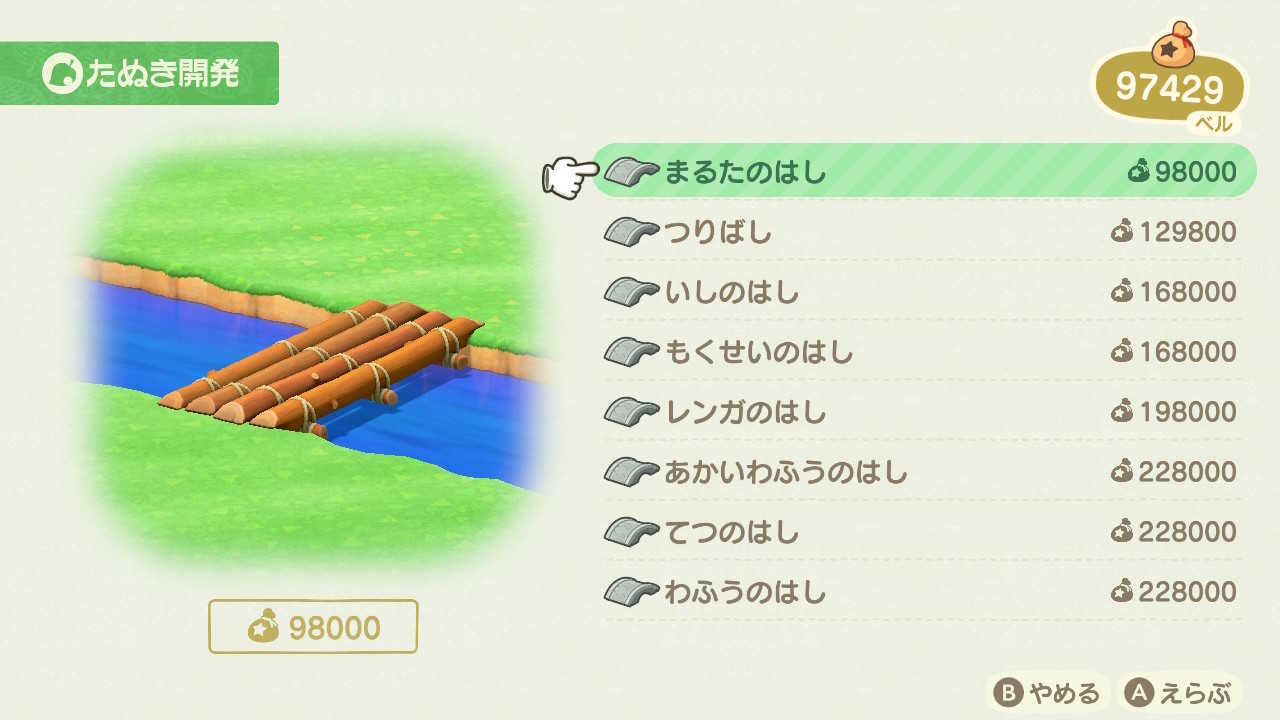 たぬき開発
97429
ベル
まるたのはし 98000
つりばし 129800
いしのはし 168000
もくせいのはし 168000
レンガのはし 198000
あかいわふうのはし 228000
てつのはし 228000
わふうのはし 228000
98000
B やめる A えらぶ